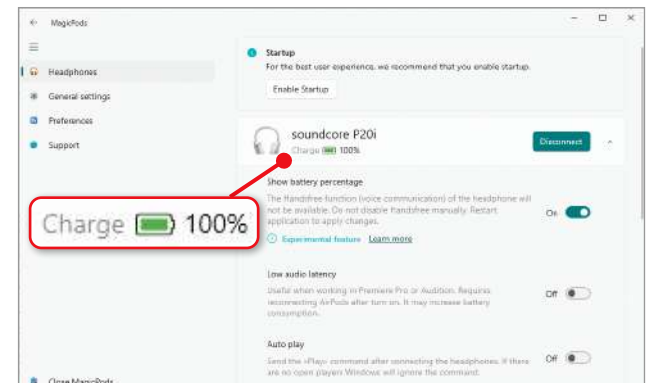 MagicPods
Headphones
General settings
Preferences
Support
Close MagicPods
Startup
For the best user experience, we recommend that you enable startup.
Enable Startup
soundcore P20i
Charge 100%
Disconnect
Charge 100%
Show battery percentage
The Handsfree function (voice communication) of the headphone will
not be available. Do not disable Handsfree manually. Restart
application to apply changes.
On
Experimental feature Learn more
Low audio latency
Useful when working in Premiere Pro or Audition. Requires
reconnecting AirPods after turn on. It may increase battery
consumption.
Off
Auto play
Send the «Play» command after connecting the headphones. If there
are no open players Windows will ignore the command.
Off